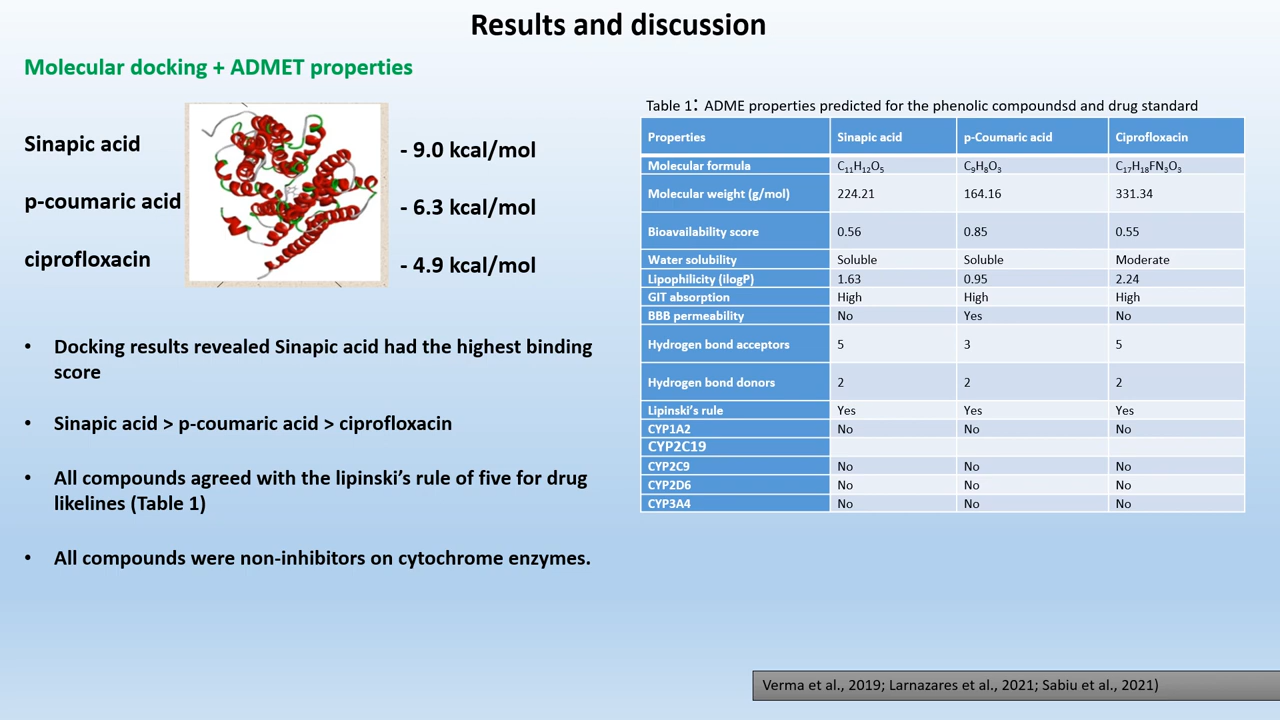 Results and discussion
Molecular docking + ADMET properties
Sinapic acid
- 9.0 kcal/mol
p-coumaric acid
- 6.3 kcal/mol
ciprofloxacin
- 4.9 kcal/mol
• Docking results revealed Sinapic acid had the highest binding
score
• Sinapic acid > p-coumaric acid > ciprofloxacin
• All compounds agreed with the lipinski’s rule of five for drug
likelines (Table 1)
• All compounds were non-inhibitors on cytochrome enzymes.
Table 1: ADME properties predicted for the phenolic compoundsd and drug standard
Properties Sinapic acid p-Coumaric acid Ciprofloxacin
Molecular formula C₁₁H₁₂O₅ C₉H₈O₃ C₁₇H₁₈FN₃O₃
Molecular weight (g/mol) 224.21 164.16 331.34
Bioavailability score 0.56 0.85 0.55
Water solubility Soluble Soluble Moderate
Lipophilicity (ilogP) 1.63 0.95 2.24
GIT absorption High High High
BBB permeability No Yes No
Hydrogen bond acceptors 5 3 5
Hydrogen bond donors 2 2 2
Lipinski’s rule Yes Yes Yes
CYP1A2 No No No
CYP2C19
CYP2C9 No No No
CYP2D6 No No No
CYP3A4 No No No
Verma et al., 2019; Larnazares et al., 2021; Sabiu et al., 2021)